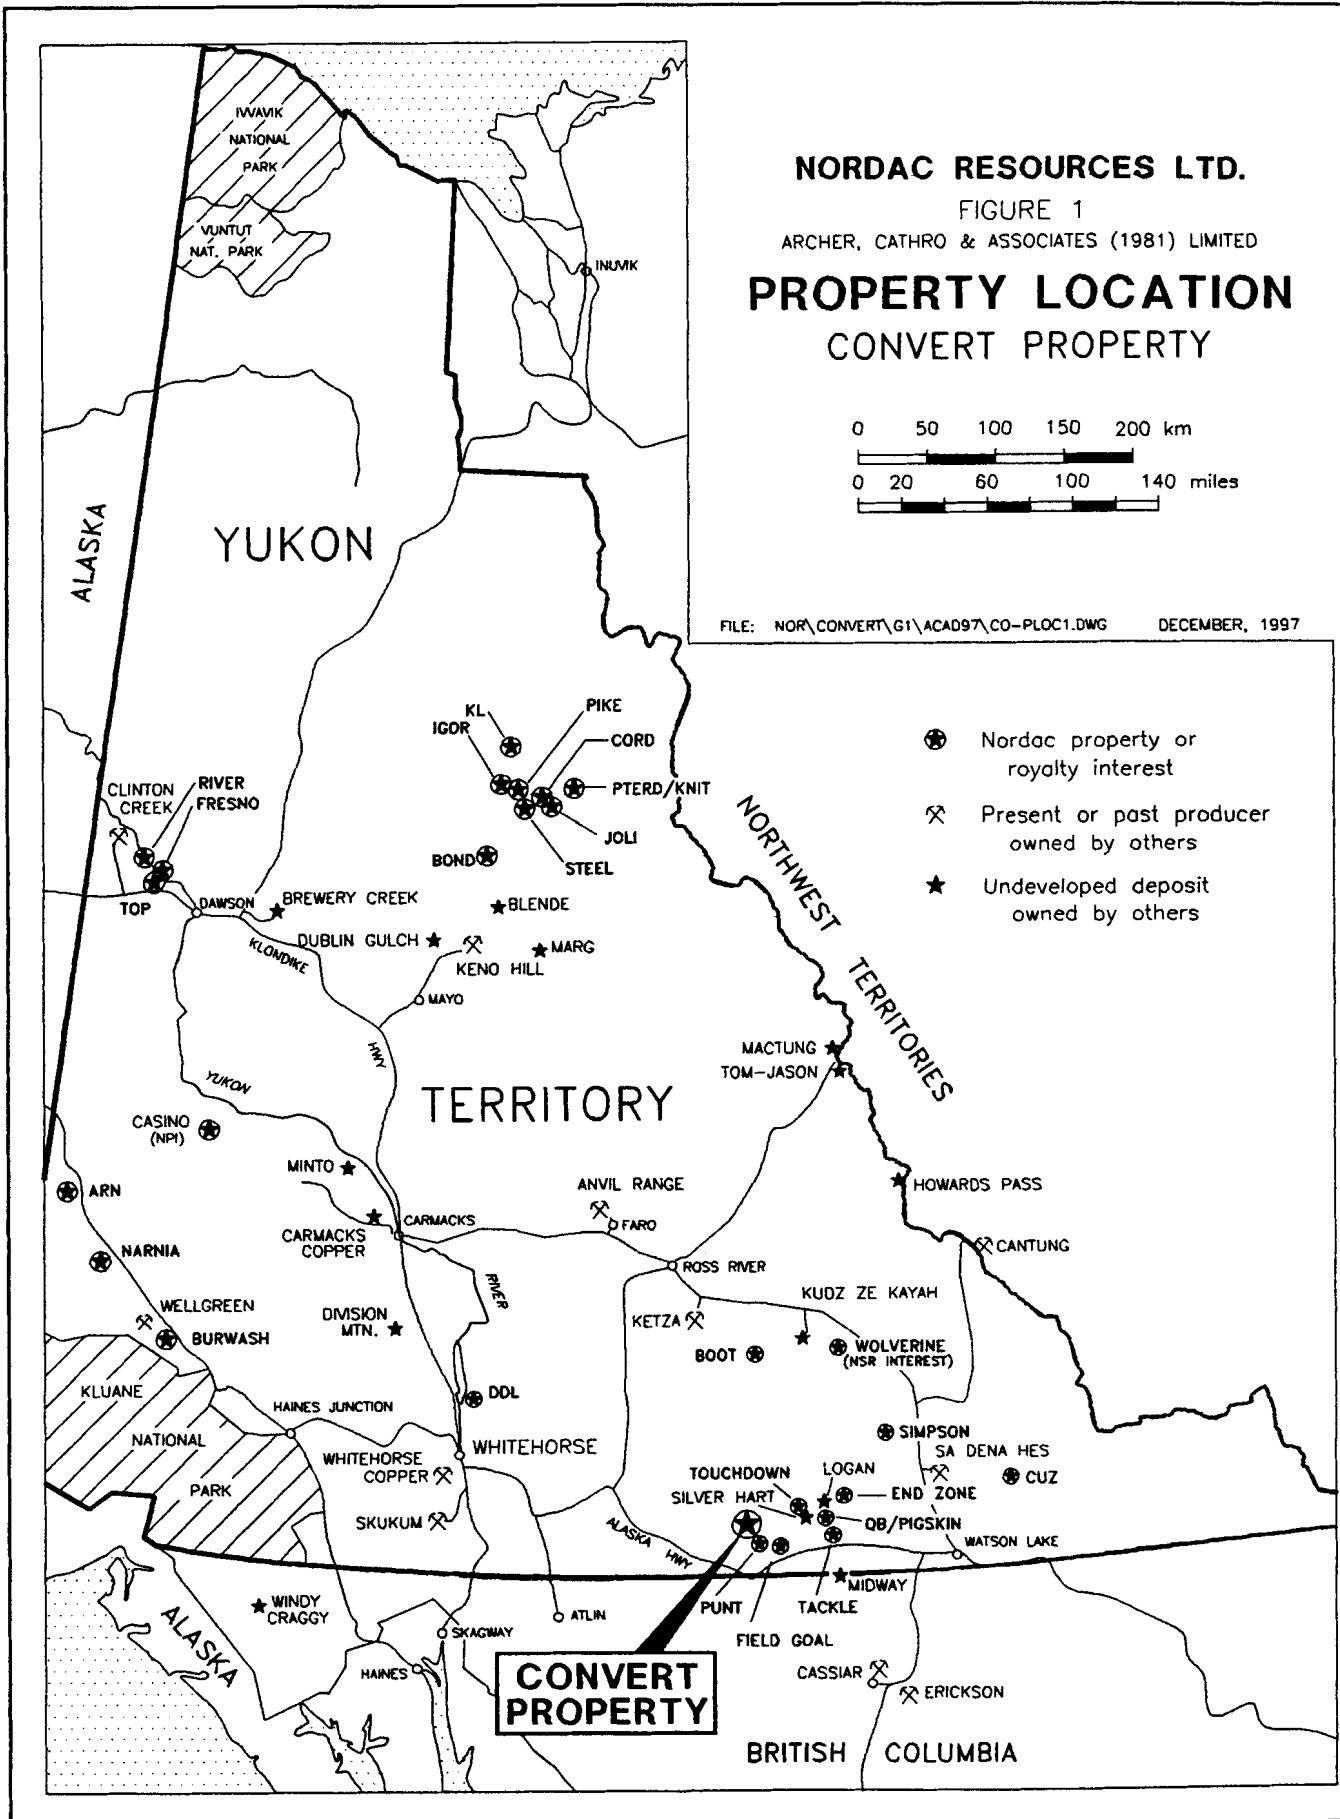 NORDAC RESOURCES LTD.
FIGURE 1
ARCHER, CATHRO & ASSOCIATES (1981) LIMITED
PROPERTY LOCATION
CONVERT PROPERTY
0 50 100 150 200 km
0 20 60 100 140 miles
FILE: NOR\CONVERT\G1\ACAD97\CO-PLOC1.DWG DECEMBER, 1997
Nordac property or
royalty interest
Present or past producer
owned by others
Undeveloped deposit
owned by others
IVVAVIK
NATIONAL
PARK
VUNTUT
NAT. PARK
INUVIK
ALASKA
YUKON
KL
PIKE
IGOR
CORD
PTERD/KNIT
JOLI
STEEL
BOND
CLINTON
CREEK
RIVER
FRESNO
TOP
DAWSON
BREWERY CREEK
BLENDE
DUBLIN GULCH
MARG
KENO HILL
KLONDIKE
MAYO
HWY
NORTHWEST
TERRITORIES
MACTUNG
TOM-JASON
YUKON
TERRITORY
CASINO
(NPI)
MINTO
ARN
ANVIL RANGE
HOWARDS PASS
CARMACKS
FARO
CARMACKS
COPPER
NARNIA
CANTUNG
ROSS RIVER
RIVER
KUDZ ZE KAYAH
WELLGREEN
DIVISION
MTN.
KETZA
BURWASH
BOOT
WOLVERINE
(NSR INTEREST)
KLUANE
NATIONAL
PARK
DDL
HAINES JUNCTION
SIMPSON
WHITEHORSE
SA DENA HES
WHITEHORSE
COPPER
TOUCHDOWN
LOGAN
CUZ
SILVER HART
END ZONE
SKUKUM
QB/PIGSKIN
ALASKA
HWY
WATSON LAKE
MIDWAY
WINDY
CRAGGY
PUNT
TACKLE
ATLIN
ALASKA
SKAGWAY
FIELD GOAL
HAINES
CONVERT
PROPERTY
CASSIAR
ERICKSON
BRITISH COLUMBIA